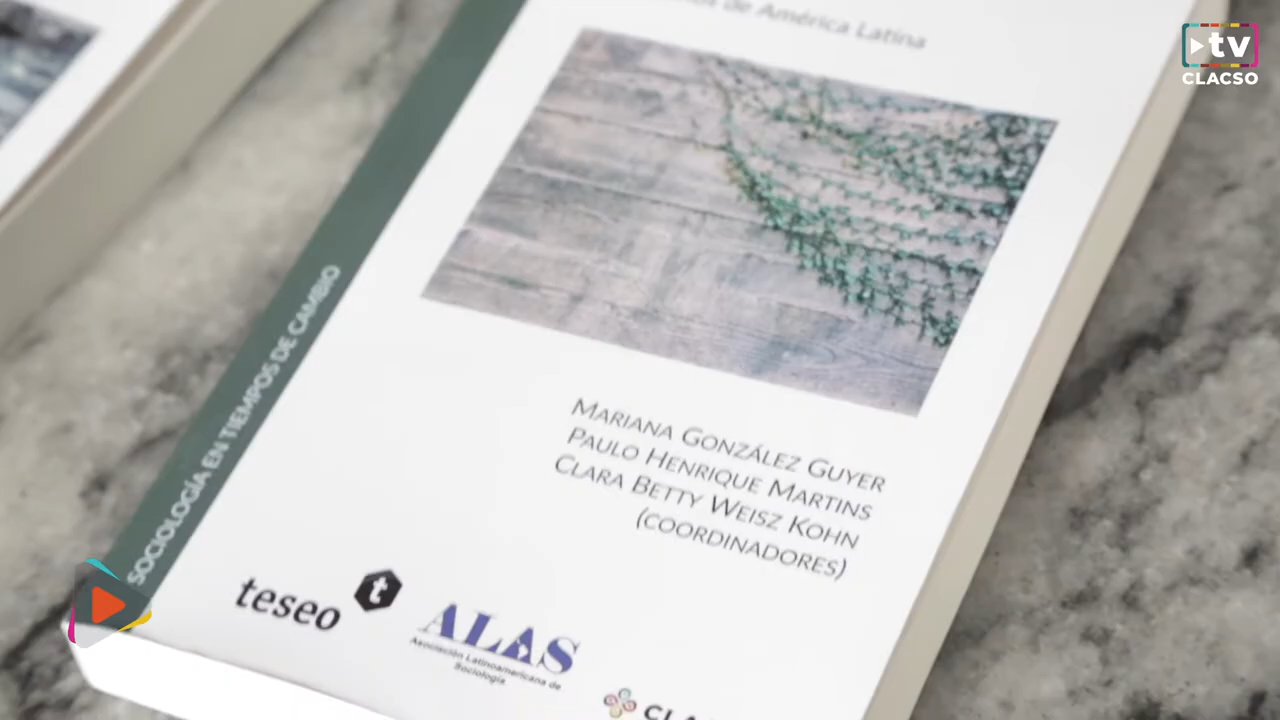 de América Latina
tv
CLACSO
SOCIOLOGÍA EN TIEMPOS DE CAMBIO
MARIANA GONZÁLEZ GUYER
PAULO HENRIQUE MARTINS
CLARA BETTY WEISZ KOHN
(COORDINADORES)
teseo t
ALAS
Asociación Latinoamericana de
Sociología